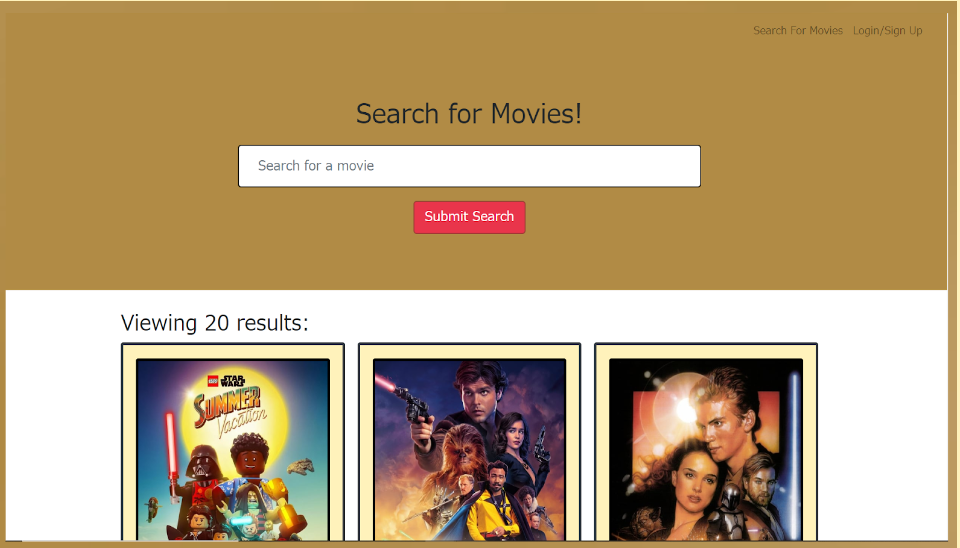 Search For Movies Login/Sign Up
Search for Movies!
Search for a movie
Submit Search
Viewing 20 results:
LEGO STAR WARS
SUMMER
Vacation